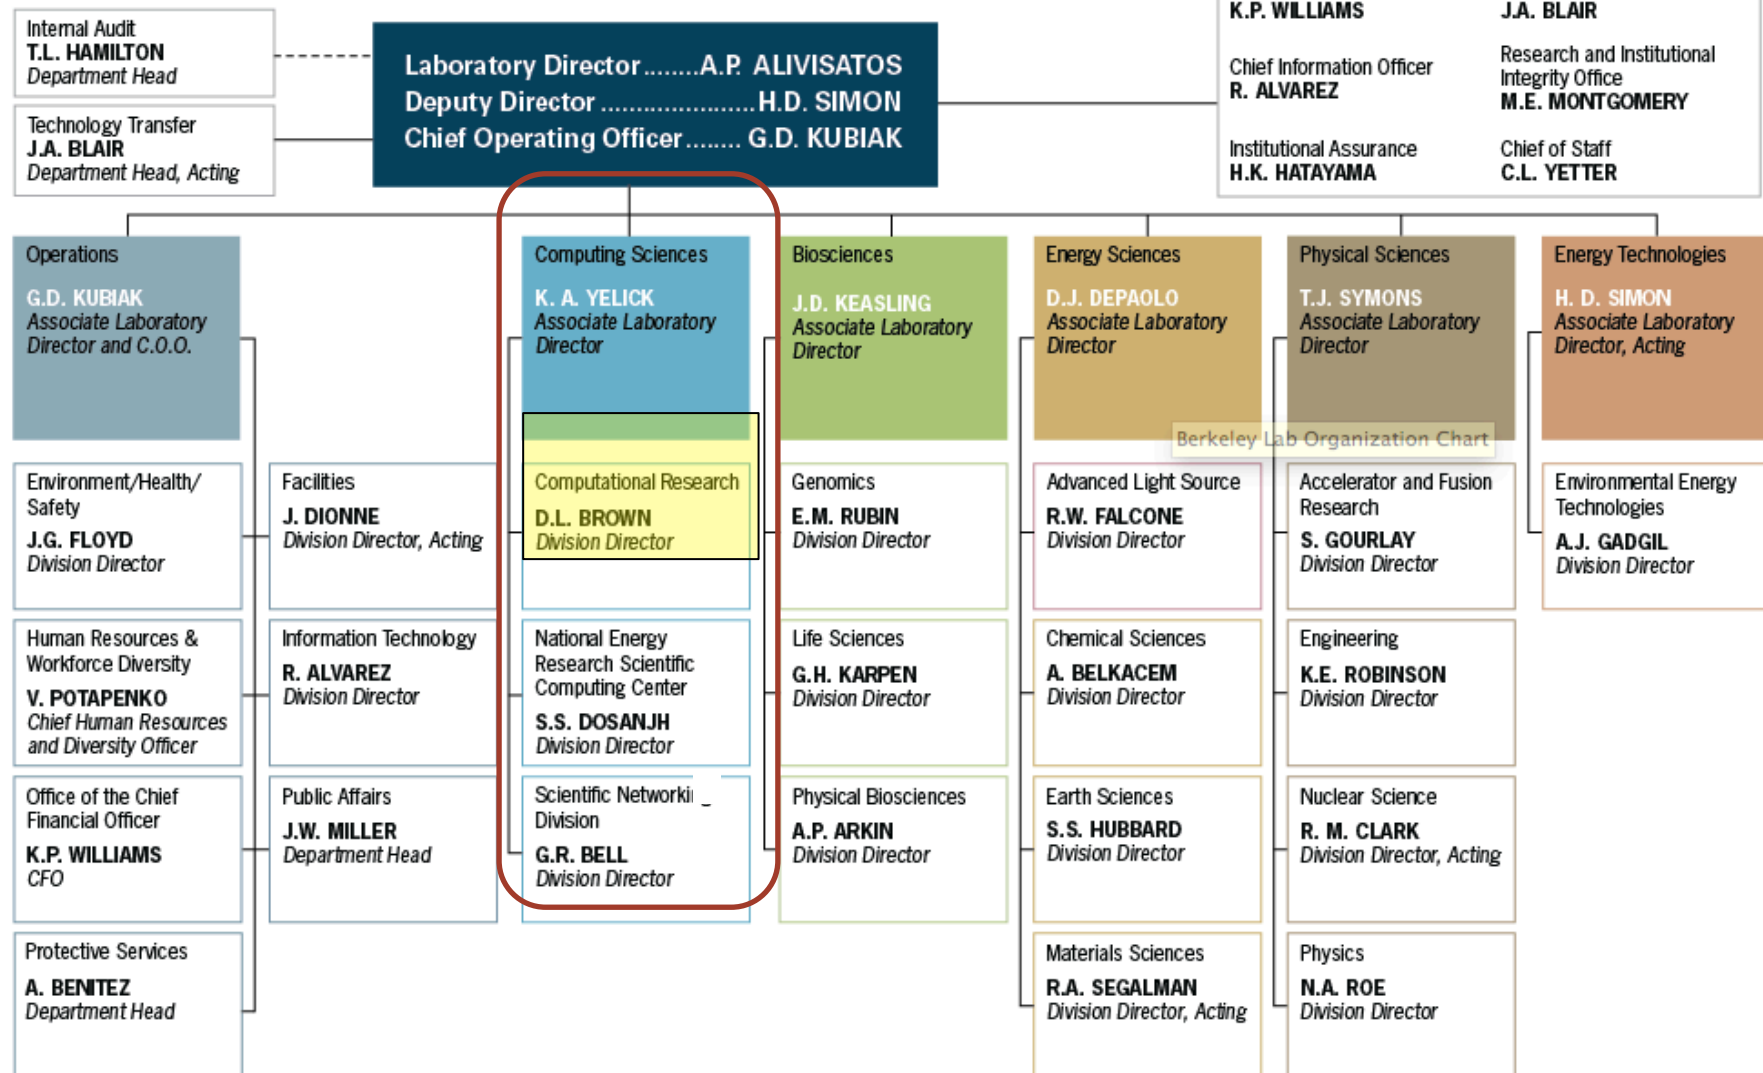 Internal Audit
T.L. HAMILTON
Department Head
Technology Transfer
J.A. BLAIR
Department Head, Acting
Laboratory Director........A.P. ALIVISATOS
Deputy Director ......................H.D. SIMON
Chief Operating Officer........ G.D. KUBIAK
K.P. WILLIAMS
J.A. BLAIR
Chief Information Officer
R. ALVAREZ
Research and Institutional
Integrity Office
M.E. MONTGOMERY
Institutional Assurance
H.K. HATAYAMA
Chief of Staff
C.L. YETTER
Operations
G.D. KUBIAK
Associate Laboratory
Director and C.O.O.
Computing Sciences
K. A. YELICK
Associate Laboratory
Director
Biosciences
J.D. KEASLING
Associate Laboratory
Director
Energy Sciences
D.J. DEPAOLO
Associate Laboratory
Director
Physical Sciences
T.J. SYMONS
Associate Laboratory
Director
Energy Technologies
H. D. SIMON
Associate Laboratory
Director, Acting
Berkeley Lab Organization Chart
Environment/Health/
Safety
J.G. FLOYD
Division Director
Facilities
J. DIONNE
Division Director, Acting
Computational Research
D.L. BROWN
Division Director
Genomics
E.M. RUBIN
Division Director
Advanced Light Source
R.W. FALCONE
Division Director
Accelerator and Fusion
Research
S. GOURLAY
Division Director
Environmental Energy
Technologies
A.J. GADGIL
Division Director
Human Resources &
Workforce Diversity
V. POTAPENKO
Chief Human Resources
and Diversity Officer
Information Technology
R. ALVAREZ
Division Director
National Energy
Research Scientific
Computing Center
S.S. DOSANJH
Division Director
Life Sciences
G.H. KARPEN
Division Director
Chemical Sciences
A. BELKACEM
Division Director
Engineering
K.E. ROBINSON
Division Director
Office of the Chief
Financial Officer
K.P. WILLIAMS
CFO
Public Affairs
J.W. MILLER
Department Head
Scientific
Division
G.R. BELL
Division Director
Physical Biosciences
A.P. ARKIN
Division Director
Earth Sciences
S.S. HUBBARD
Division Director
Nuclear Science
R. M. CLARK
Division Director, Acting
Protective Services
A. BENITEZ
Department Head
Materials Sciences
R.A. SEGALMAN
Division Director, Acting
Physics
N.A. ROE
Division Director